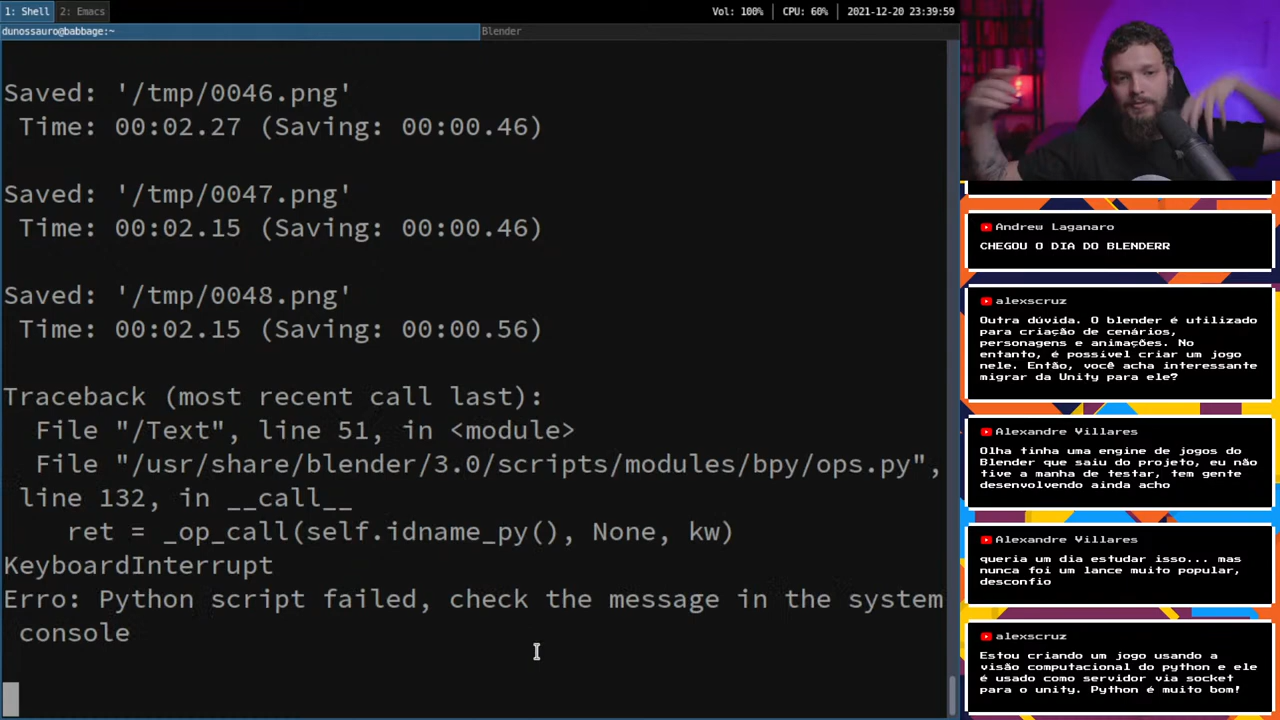 1: Shell
2: Emacs
Vol: 100%
CPU: 60%
2021-12-20 23:39:59
dunossauro@babbage:~
Blender
Saved: '/tmp/0046.png'
Time: 00:02.27 (Saving: 00:00.46)
Saved: '/tmp/0047.png'
Time: 00:02.15 (Saving: 00:00.46)
Saved: '/tmp/0048.png'
Time: 00:02.15 (Saving: 00:00.56)
Traceback (most recent call last):
File "/Text", line 51, in <module>
File "/usr/share/blender/3.0/scripts/modules/bpy/ops.py",
line 132, in __call__
ret = _op_call(self.idname_py(), None, kw)
KeyboardInterrupt
Erro: Python script failed, check the message in the system
console
Andrew Laganaro
CHEGOU O DIA DO BLENDERR
alexscruz
Outra dúvida. O blender é utilizado
para criação de cenários,
personagens e animações. No
entanto, é possível criar um jogo
nele. Então, você acha interessante
migrar da Unity para ele?
Alexandre Villares
Olha tinha uma engine de jogos do
Blender que saiu do projeto, eu não
tive a manha de testar, tem gente
desenvolvendo ainda acho
Alexandre Villares
queria um dia estudar isso... mas
nunca foi um lance muito popular,
desconfio
alexscruz
Estou criando um jogo usando a
visão computacional do python e ele
é usado como servidor via socket
para o unity. Python é muito bom!